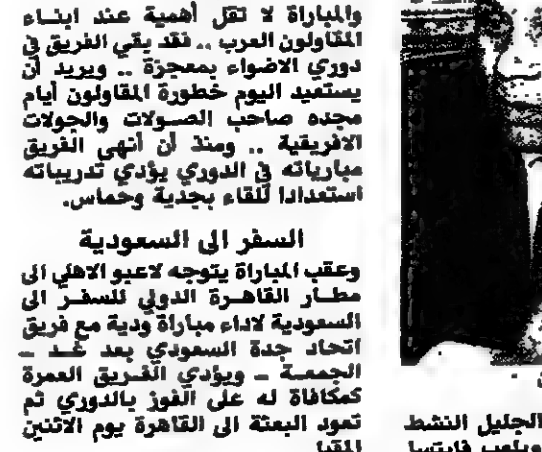 والمباراة لا تقل أهمية عند ابناء
المقاولون العرب .. فقد بقي الفريق في
دوري الاضواء بمعجزة .. ويريد أن
يستعيد اليوم خطورة المقاولون أيام
مجده صاحب الصولات والجولات
الافريقية .. ومنذ أن أنهى الفريق
مبارياته في الدوري يؤدي تدريباته
استعدادا للقاء بجدية وحماس.
السفر الى السعودية
وعقب المباراة يتوجه لاعبو الاهلي الى
مطار القاهرة الدولي للسفر الى
السعودية لاداء مباراة ودية مع فريق
اتحاد جدة السعودي بعد غد -
الجمعة - ويؤدي الفريق العمرة
كمكافاة له على الفوز بالدوري ثم
تعود البعثة الى القاهرة يوم الاثنين
المقبل
الجليل النشط
ويلعب